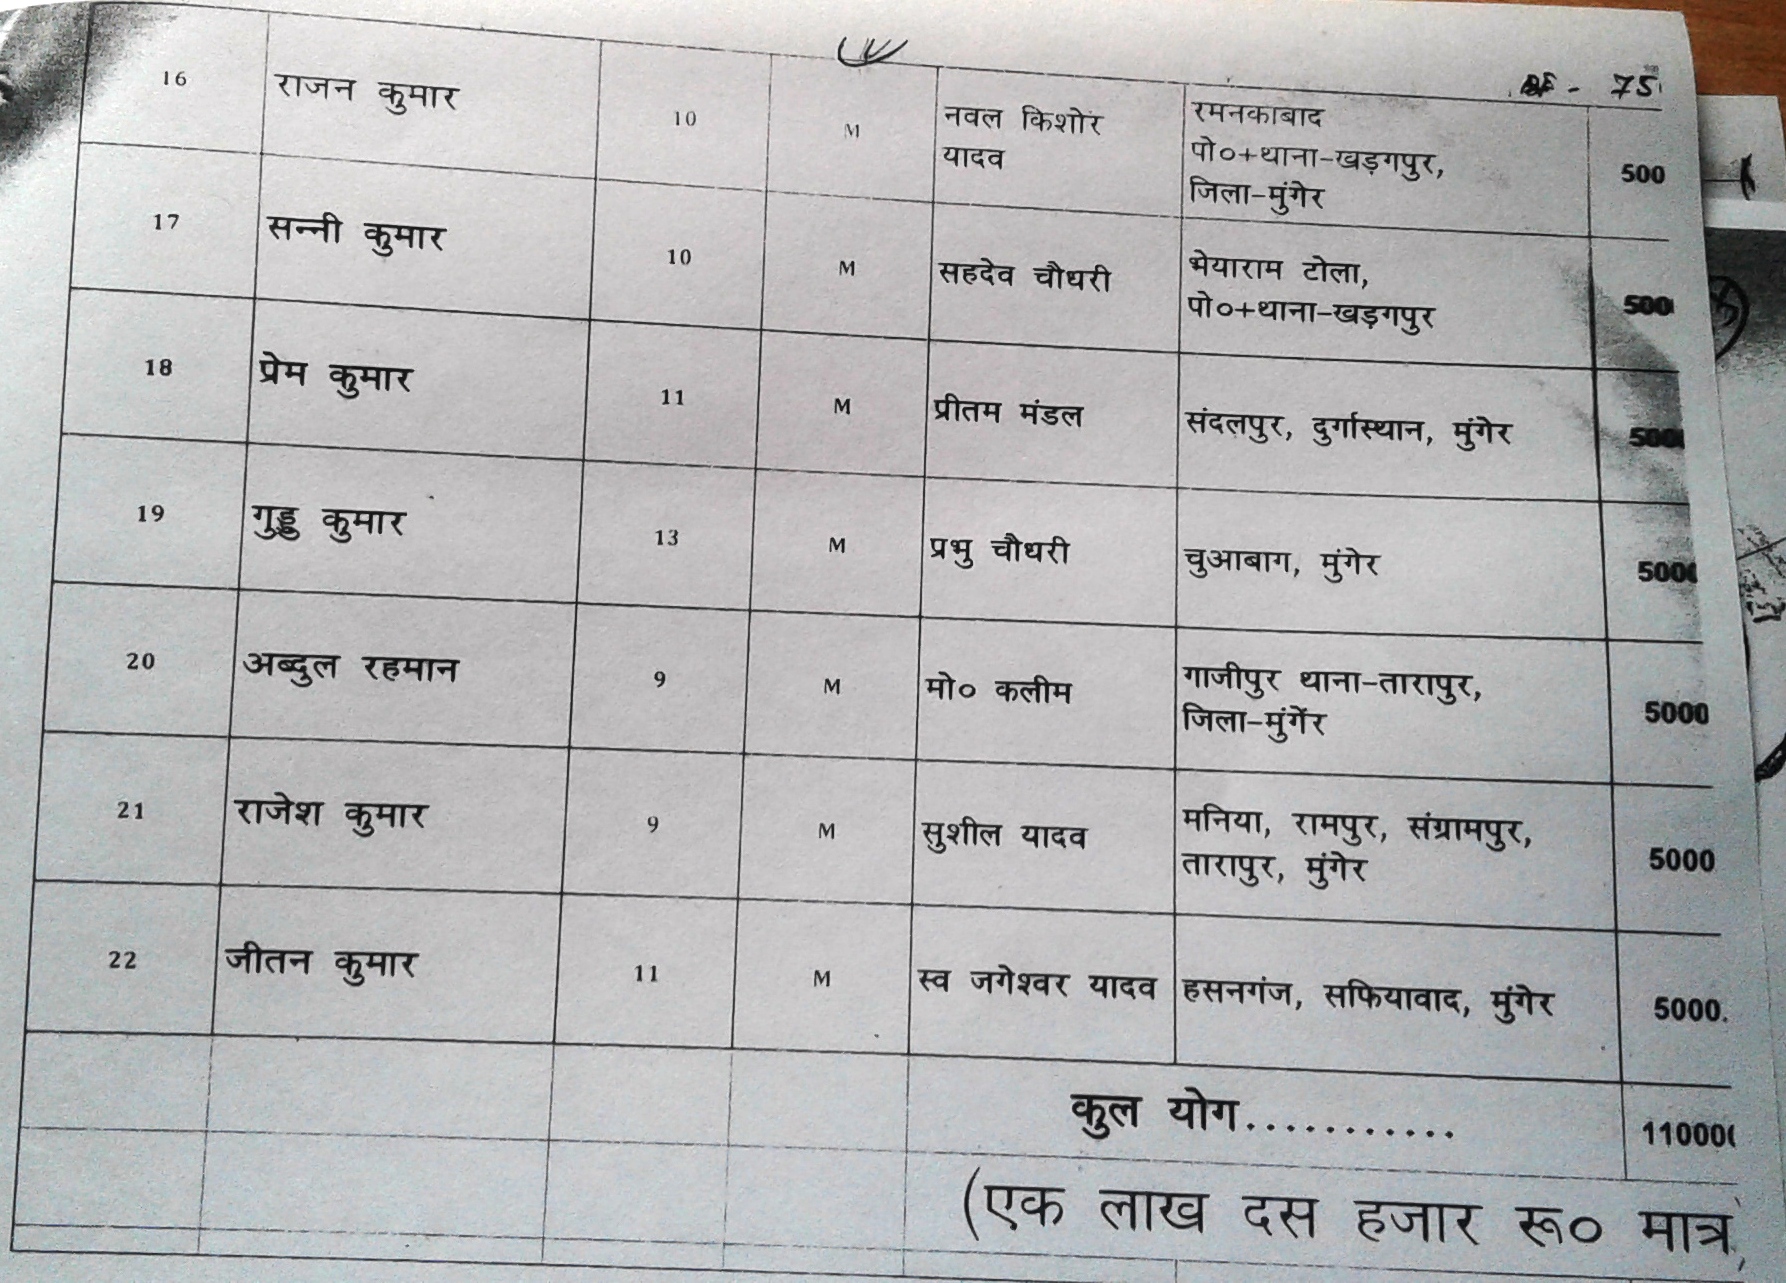 75
16 राजन कुमार 10 M नवल किशोर रमनकाबाद 500
यादव पो०+थाना-खड़गपुर,
जिला-मुंगेर
17 सन्नी कुमार 10 M सहदेव चौधरी भेयाराम टोला, 500
पो०+थाना-खड़गपुर
18 प्रेम कुमार 11 M प्रीतम मंडल संदलपुर, दुर्गास्थान, मुंगेर 500
19 गुड्डु कुमार 13 M प्रभु चौधरी चुआबाग, मुंगेर 5000
20 अब्दुल रहमान 9 M मो० कलीम गाजीपुर थाना-तारापुर, 5000
जिला-मुंगेर
21 राजेश कुमार 9 M सुशील यादव मनिया, रामपुर, संग्रामपुर, 5000
तारापुर, मुंगेर
22 जीतन कुमार 11 M स्व जगेश्वर यादव हसनगंज, सफियाबाद, मुंगेर 5000.
कुल योग........... 110000
(एक लाख दस हजार रू० मात्र)